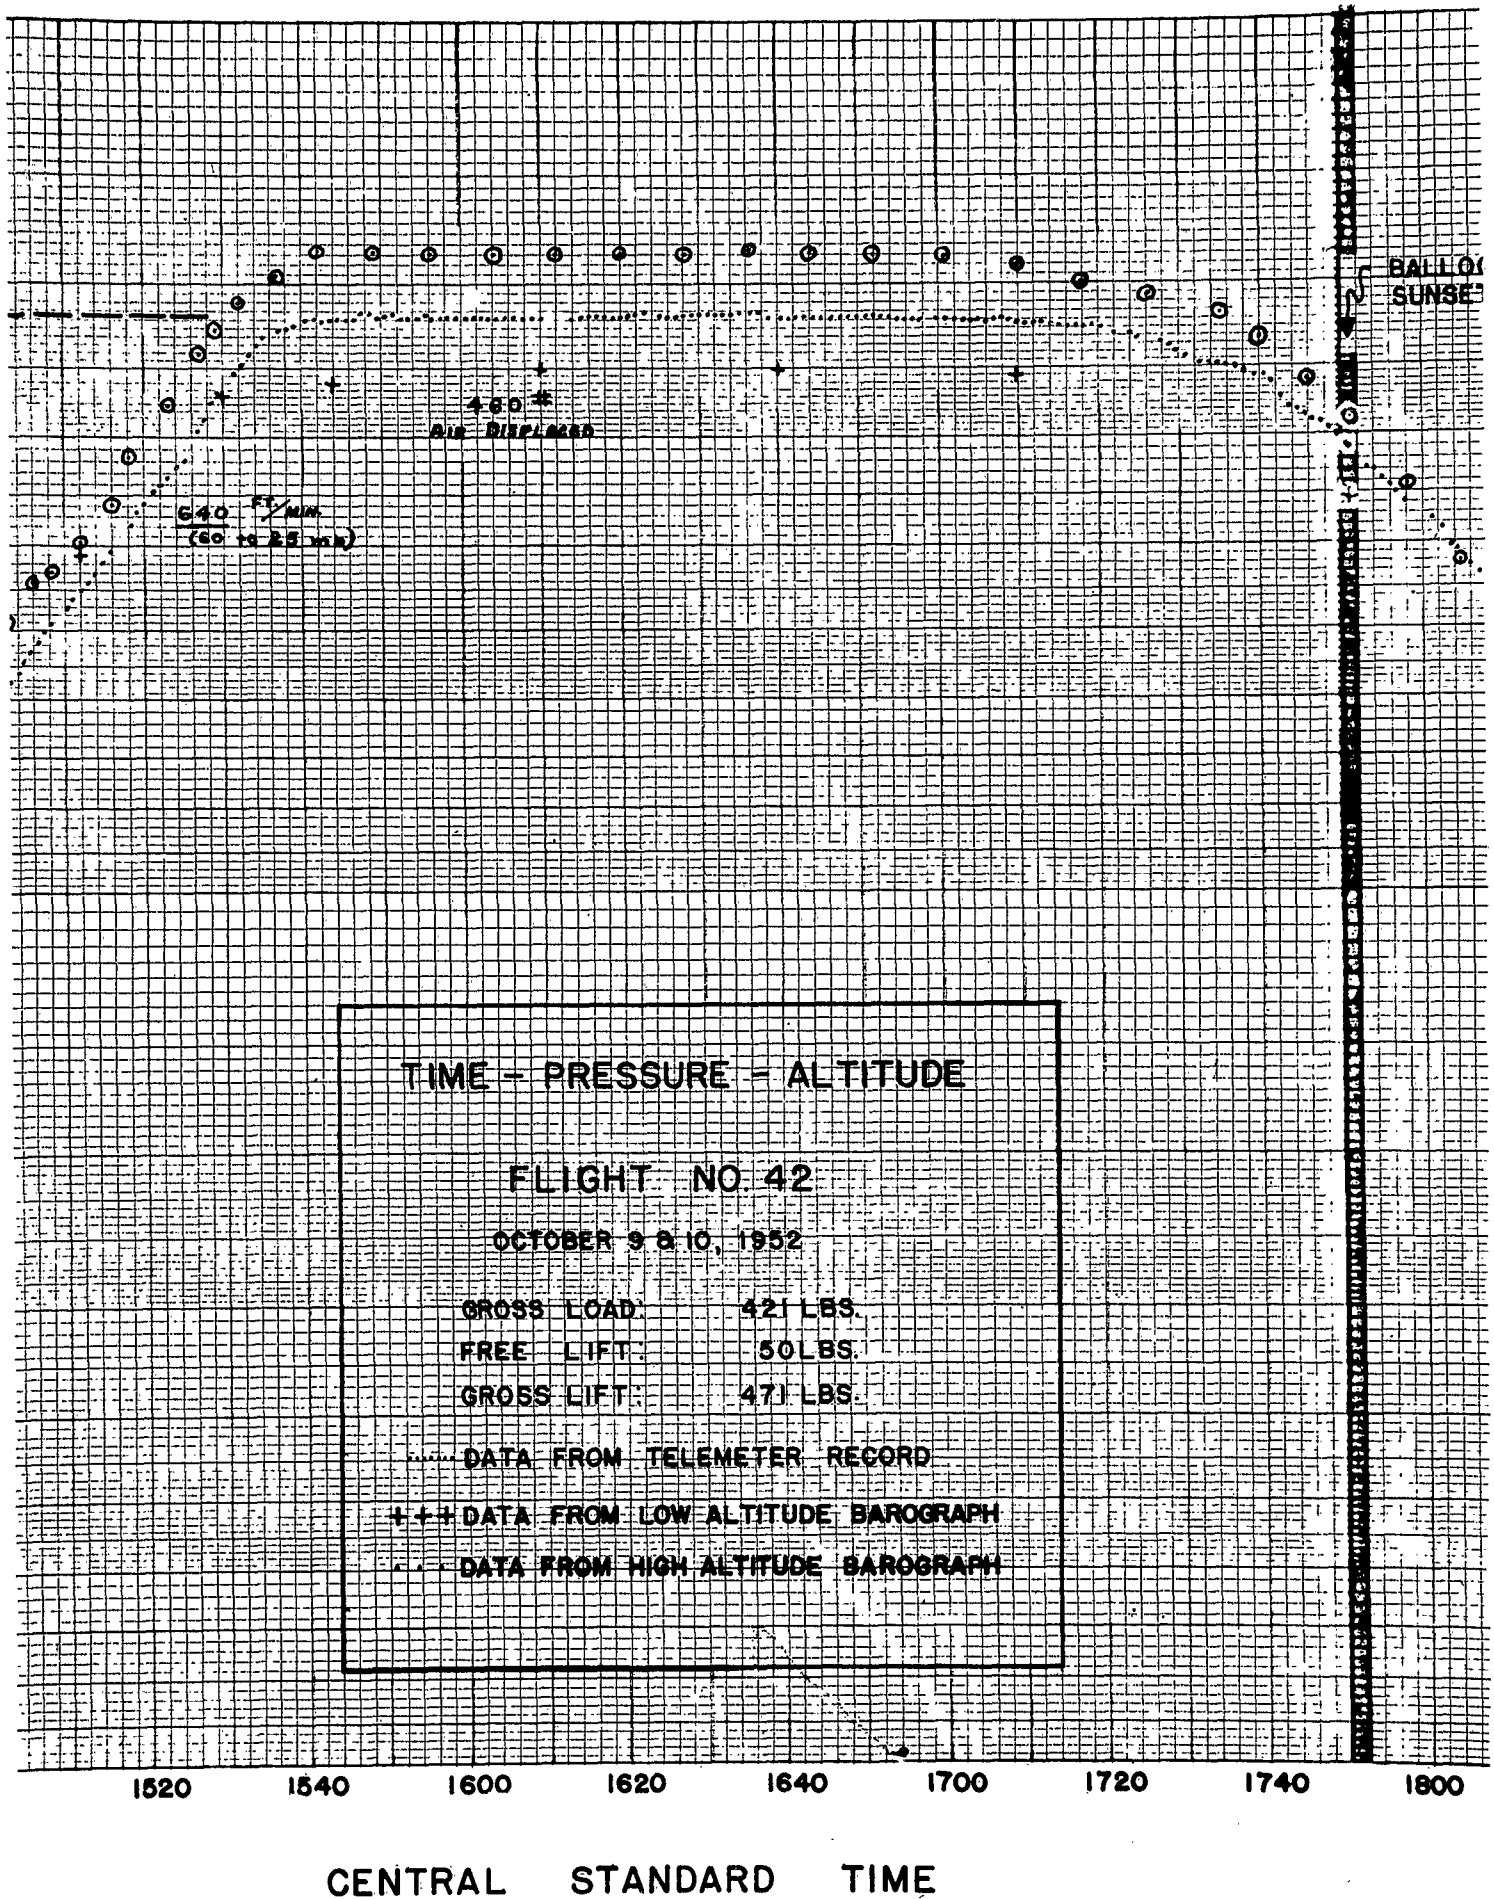 BALLOO
SUNSET
460 #
AIR DISPLACED
640 FT/MIN.
(60 to 25 mb)
TIME - PRESSURE - ALTITUDE
FLIGHT NO. 42
OCTOBER 9 & 10, 1952
GROSS LOAD: 421 LBS.
FREE LIFT: 50 LBS.
GROSS LIFT: 471 LBS.
........ DATA FROM TELEMETER RECORD
+++ DATA FROM LOW ALTITUDE BAROGRAPH
. . . DATA FROM HIGH ALTITUDE BAROGRAPH
1520 1540 1600 1620 1640 1700 1720 1740 1800
CENTRAL STANDARD TIME